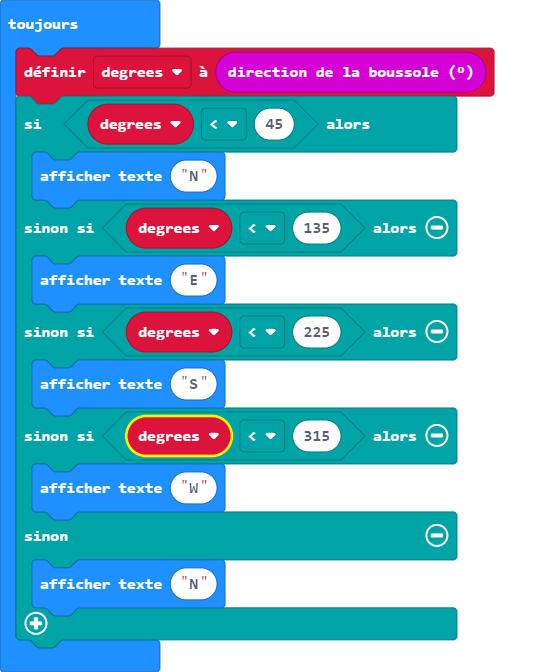 toujours
définir degrees à direction de la boussole (°)
si degrees < 45 alors
afficher texte "N"
sinon si degrees < 135 alors
afficher texte "E"
sinon si degrees < 225 alors
afficher texte "S"
sinon si degrees < 315 alors
afficher texte "W"
sinon
afficher texte "N"